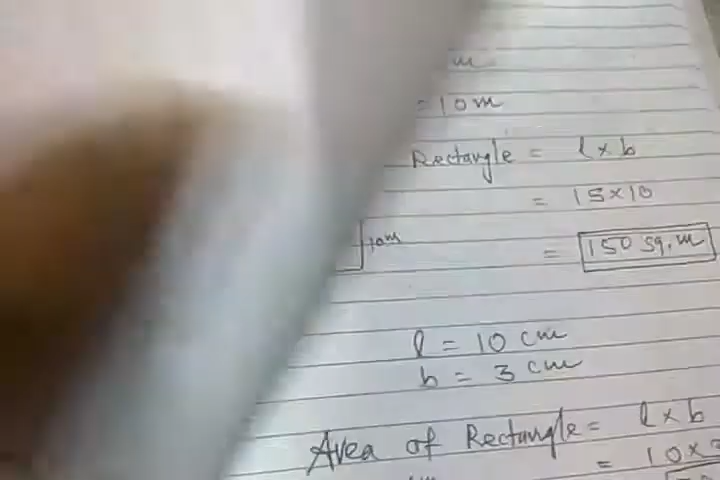 m
= 10 m
Rectangle = l × b
= 15 × 10
10m
= 150 sq. m
l = 10 cm
b = 3 cm
Area of Rectangle = l × b
= 10 ×